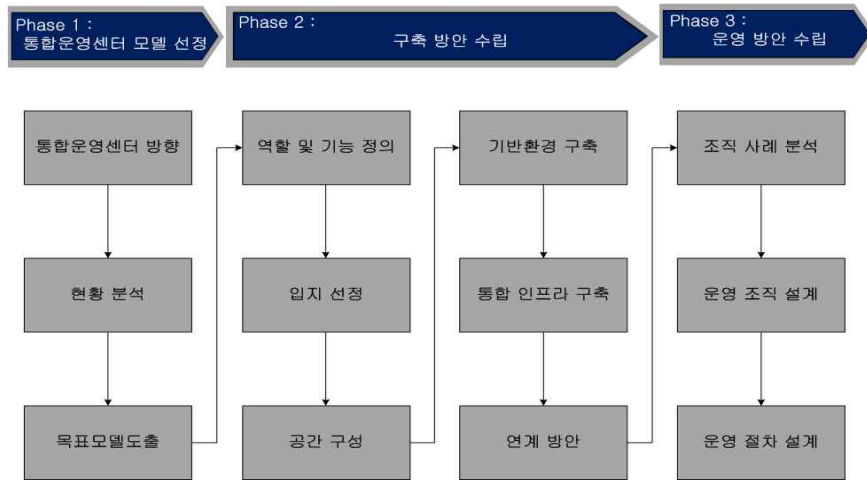 Phase 1 :
통합운영센터 모델 선정
Phase 2 :
구축 방안 수립
Phase 3 :
운영 방안 수립
통합운영센터 방향
현황 분석
목표모델도출
역할 및 기능 정의
입지 선정
공간 구성
기반환경 구축
통합 인프라 구축
연계 방안
조직 사례 분석
운영 조직 설계
운영 절차 설계